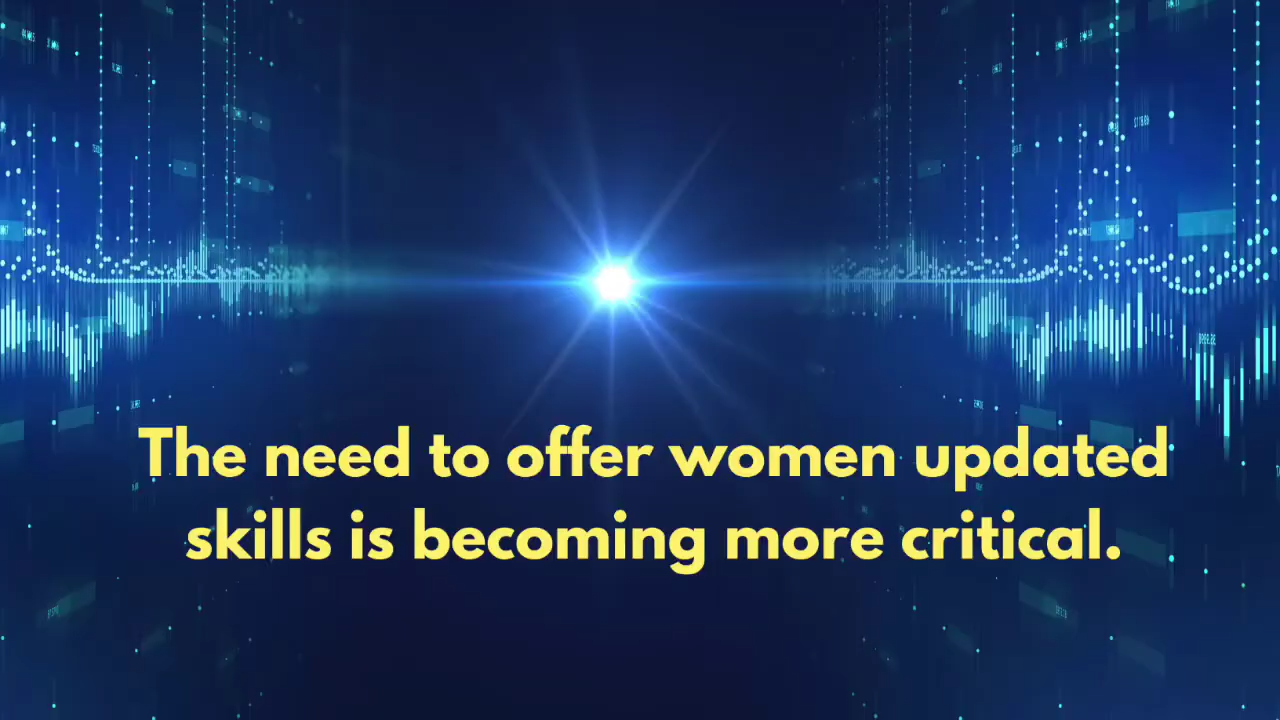 The need to offer women updated
skills is becoming more critical.